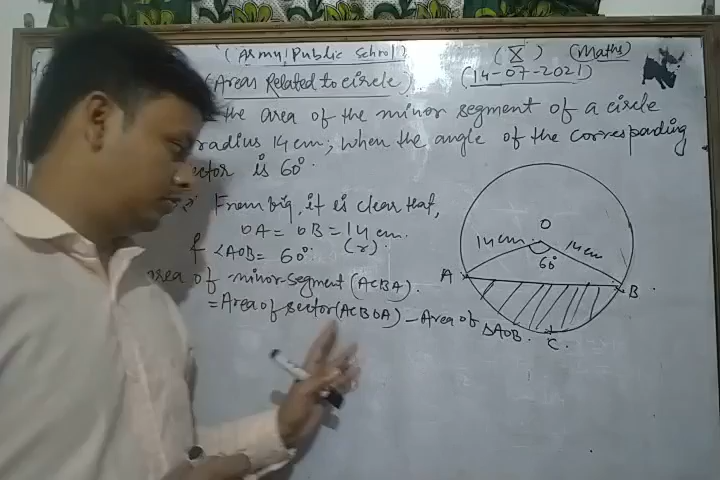 (Army Public School) (X) (Maths)
(Areas Related to circle) (14-07-2021)
the area of the minor segment of a circle
radius 14 cm, when the angle of the corresponding
ector is 60°.
From fig, it is clear that,
OA = OB = 14 cm.
(r)
∠AOB = 60°.
area of minor-segment (ACBA).
= Area of sector (ACBOA) - Area of ΔAOB.
O
14 cm 14 cm
60°
A B
C.